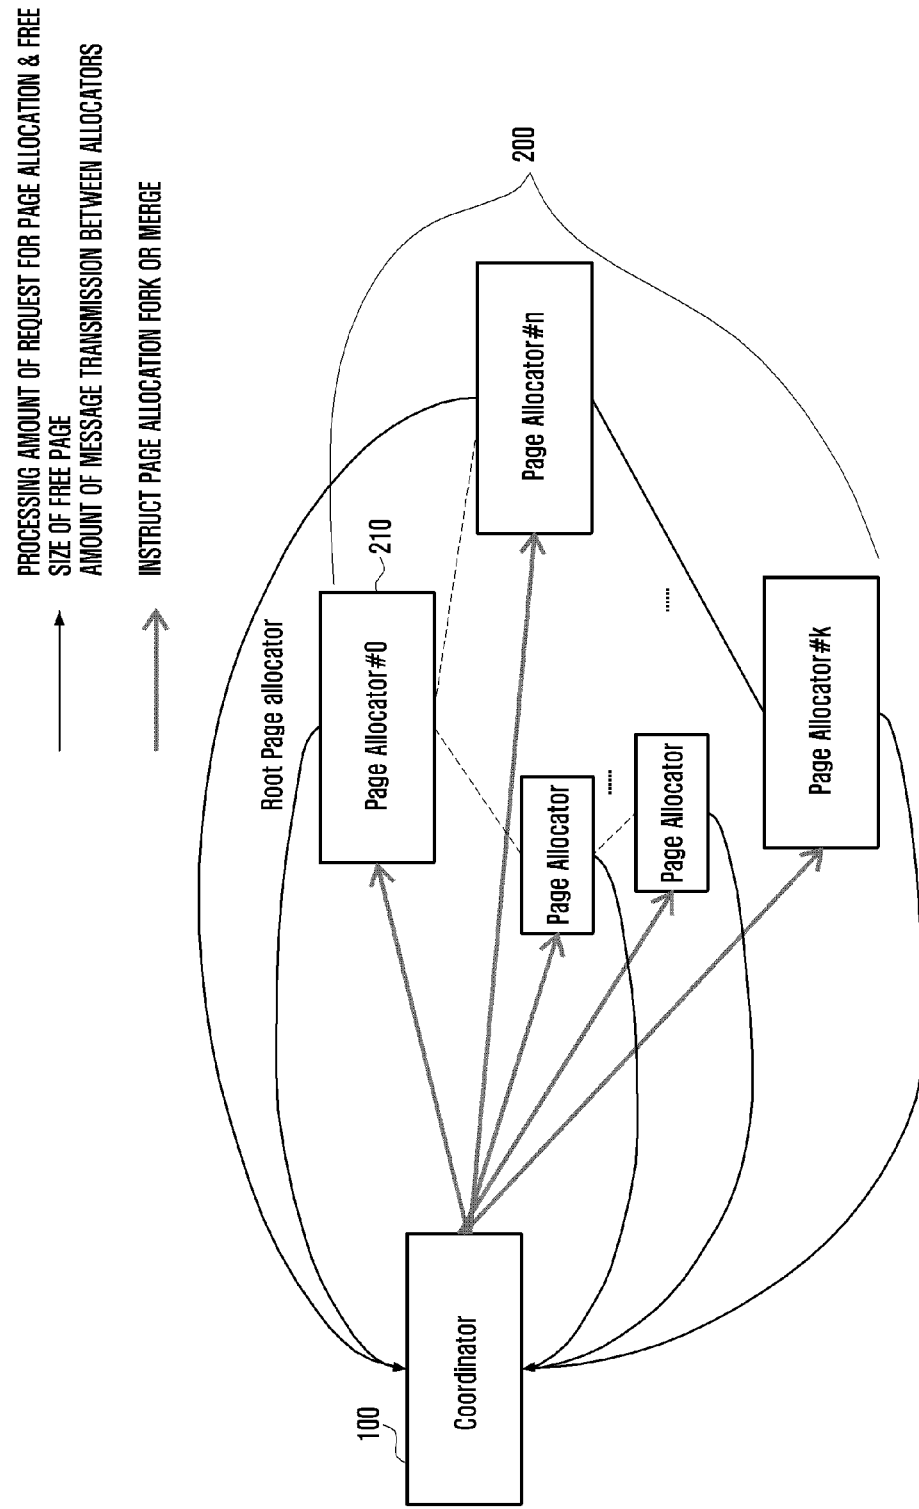 PROCESSING AMOUNT OF REQUEST FOR PAGE ALLOCATION & FREE
SIZE OF FREE PAGE
AMOUNT OF MESSAGE TRANSMISSION BETWEEN ALLOCATORS
INSTRUCT PAGE ALLOCATION FORK OR MERGE
Root Page allocator
210
200
Page Allocator#0
100
Coordinator
Page Allocator#n
Page Allocator
......
Page Allocator
......
Page Allocator#k